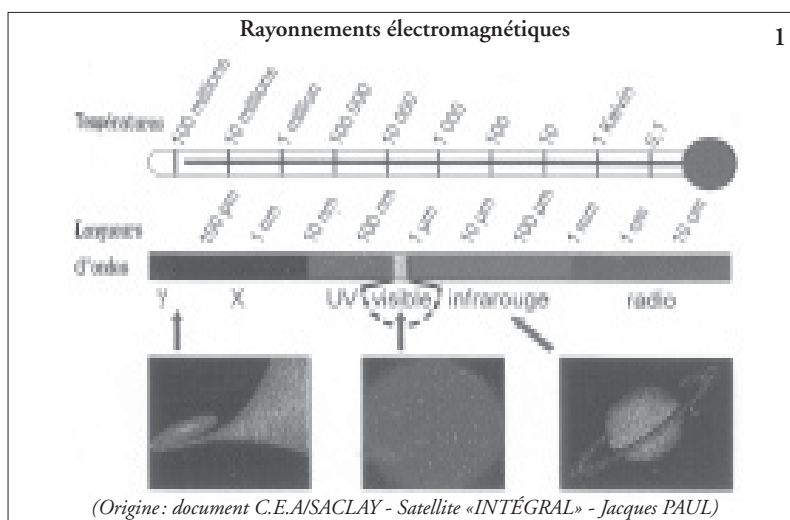 Rayonnements électromagnétiques
1
100 millions 10 millions 1 million 100 000 10 000 1 000 100 10 1 Kelvin 0,1
Températures
100 pm 1 nm 10 nm 100 nm 1 µm 10 µm 100 µm 1 mm 1 cm 10 cm
Longueurs
d'ondes
γ X UV visible infrarouge radio
(Origine: document C.E.A/SACLAY - Satellite «INTÉGRAL» - Jacques PAUL)